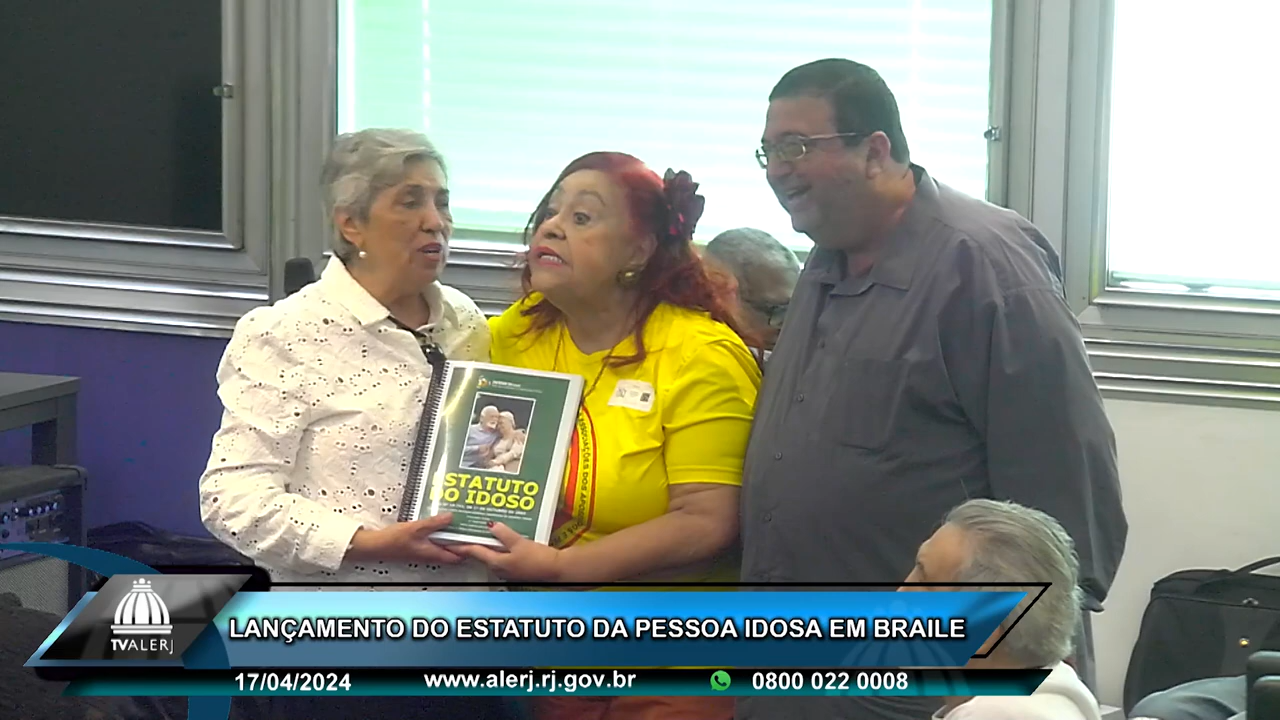 ESTATUTO
DO IDOSO
LANÇAMENTO DO ESTATUTO DA PESSOA IDOSA EM BRAILE
TVALERJ
17/04/2024 www.alerj.rj.gov.br 0800 022 0008